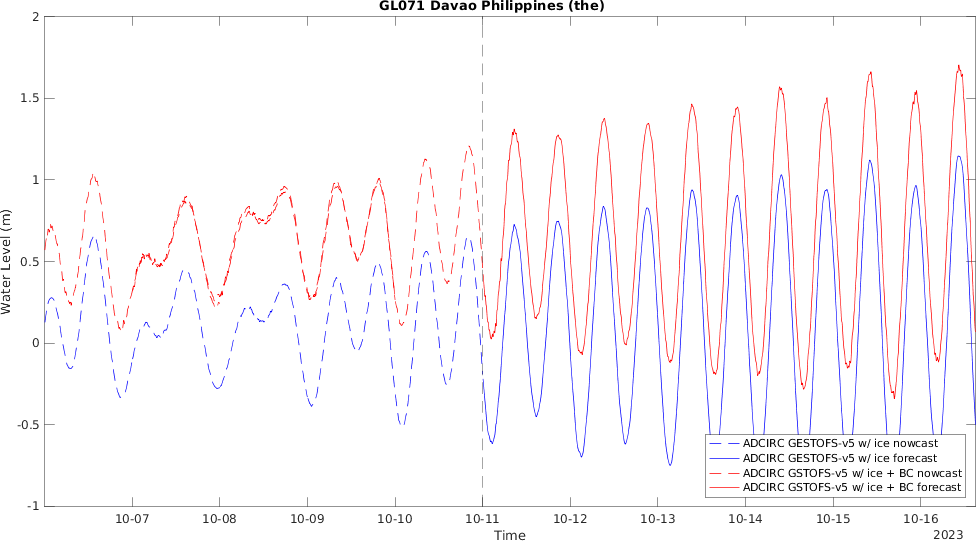 GL071 Davao Philippines (the)
2
1.5
1
0.5
0
-0.5
-1
Water Level (m)
ADCIRC GESTOFS-v5 w/ ice nowcast
ADCIRC GESTOFS-v5 w/ ice forecast
ADCIRC GSTOFS-v5 w/ ice + BC nowcast
ADCIRC GSTOFS-v5 w/ ice + BC forecast
10-07 10-08 10-09 10-10 10-11 10-12 10-13 10-14 10-15 10-16
Time
2023